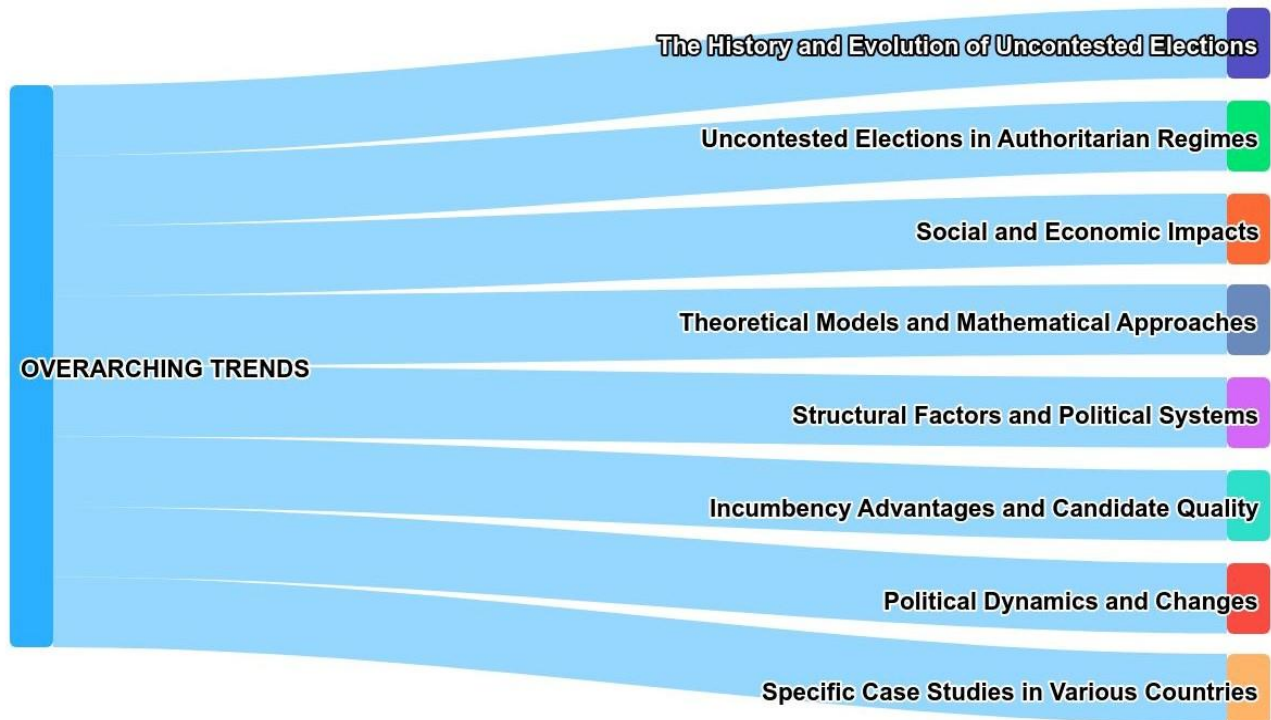 The History and Evolution of Uncontested Elections
Uncontested Elections in Authoritarian Regimes
Social and Economic Impacts
Theoretical Models and Mathematical Approaches
OVERARCHING TRENDS
Structural Factors and Political Systems
Incumbency Advantages and Candidate Quality
Political Dynamics and Changes
Specific Case Studies in Various Countries